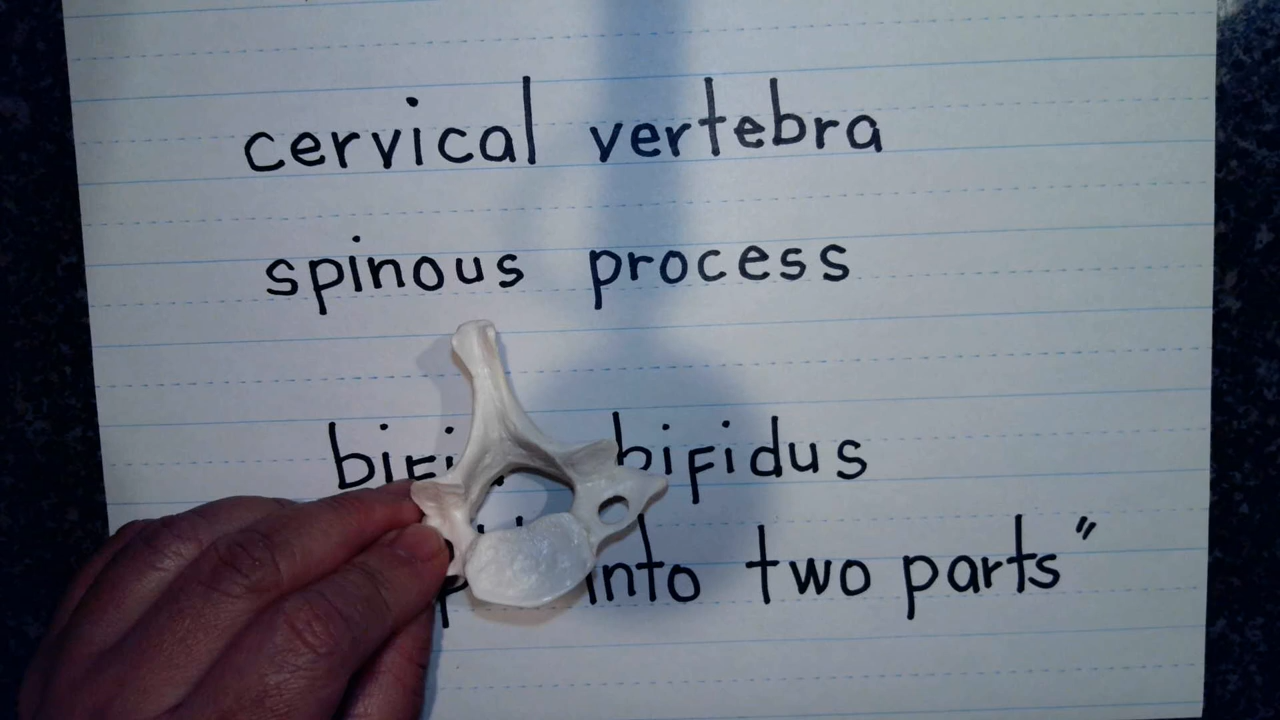 cervical vertebra
spinous process
bifidus
into two parts"